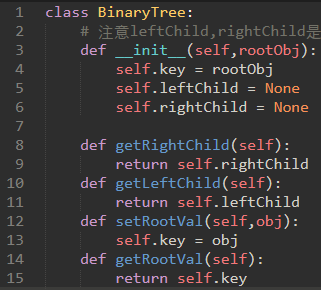 1 class BinaryTree:
2     # 注意leftChild,rightChild是
3     def __init__(self,rootObj):
4         self.key = rootObj
5         self.leftChild = None
6         self.rightChild = None
7
8     def getRightChild(self):
9         return self.rightChild
10     def getLeftChild(self):
11         return self.leftChild
12     def setRootVal(self,obj):
13         self.key = obj
14     def getRootVal(self):
15         return self.key